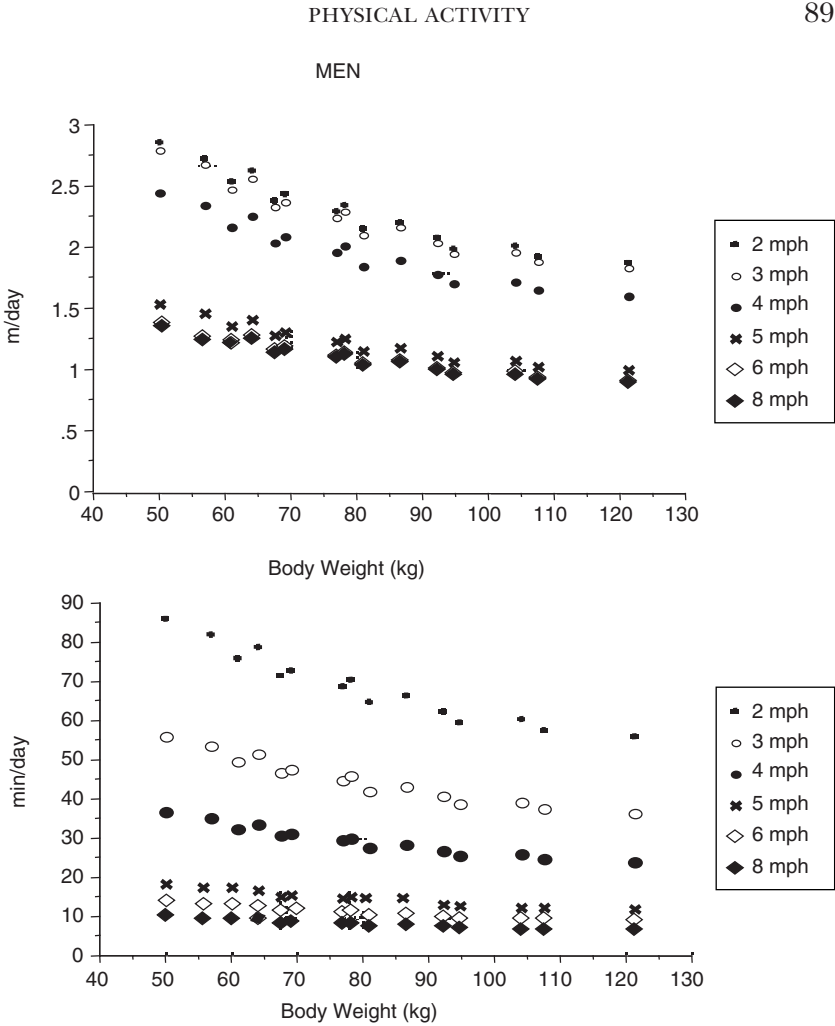 PHYSICAL ACTIVITY 89
MEN
3
2.5
2
1.5
1
.5
0
m/day
40 50 60 70 80 90 100 110 120 130
Body Weight (kg)
2 mph
3 mph
4 mph
5 mph
6 mph
8 mph
90
80
70
60
50
40
30
20
10
0
min/day
40 50 60 70 80 90 100 110 120 130
Body Weight (kg)
2 mph
3 mph
4 mph
5 mph
6 mph
8 mph